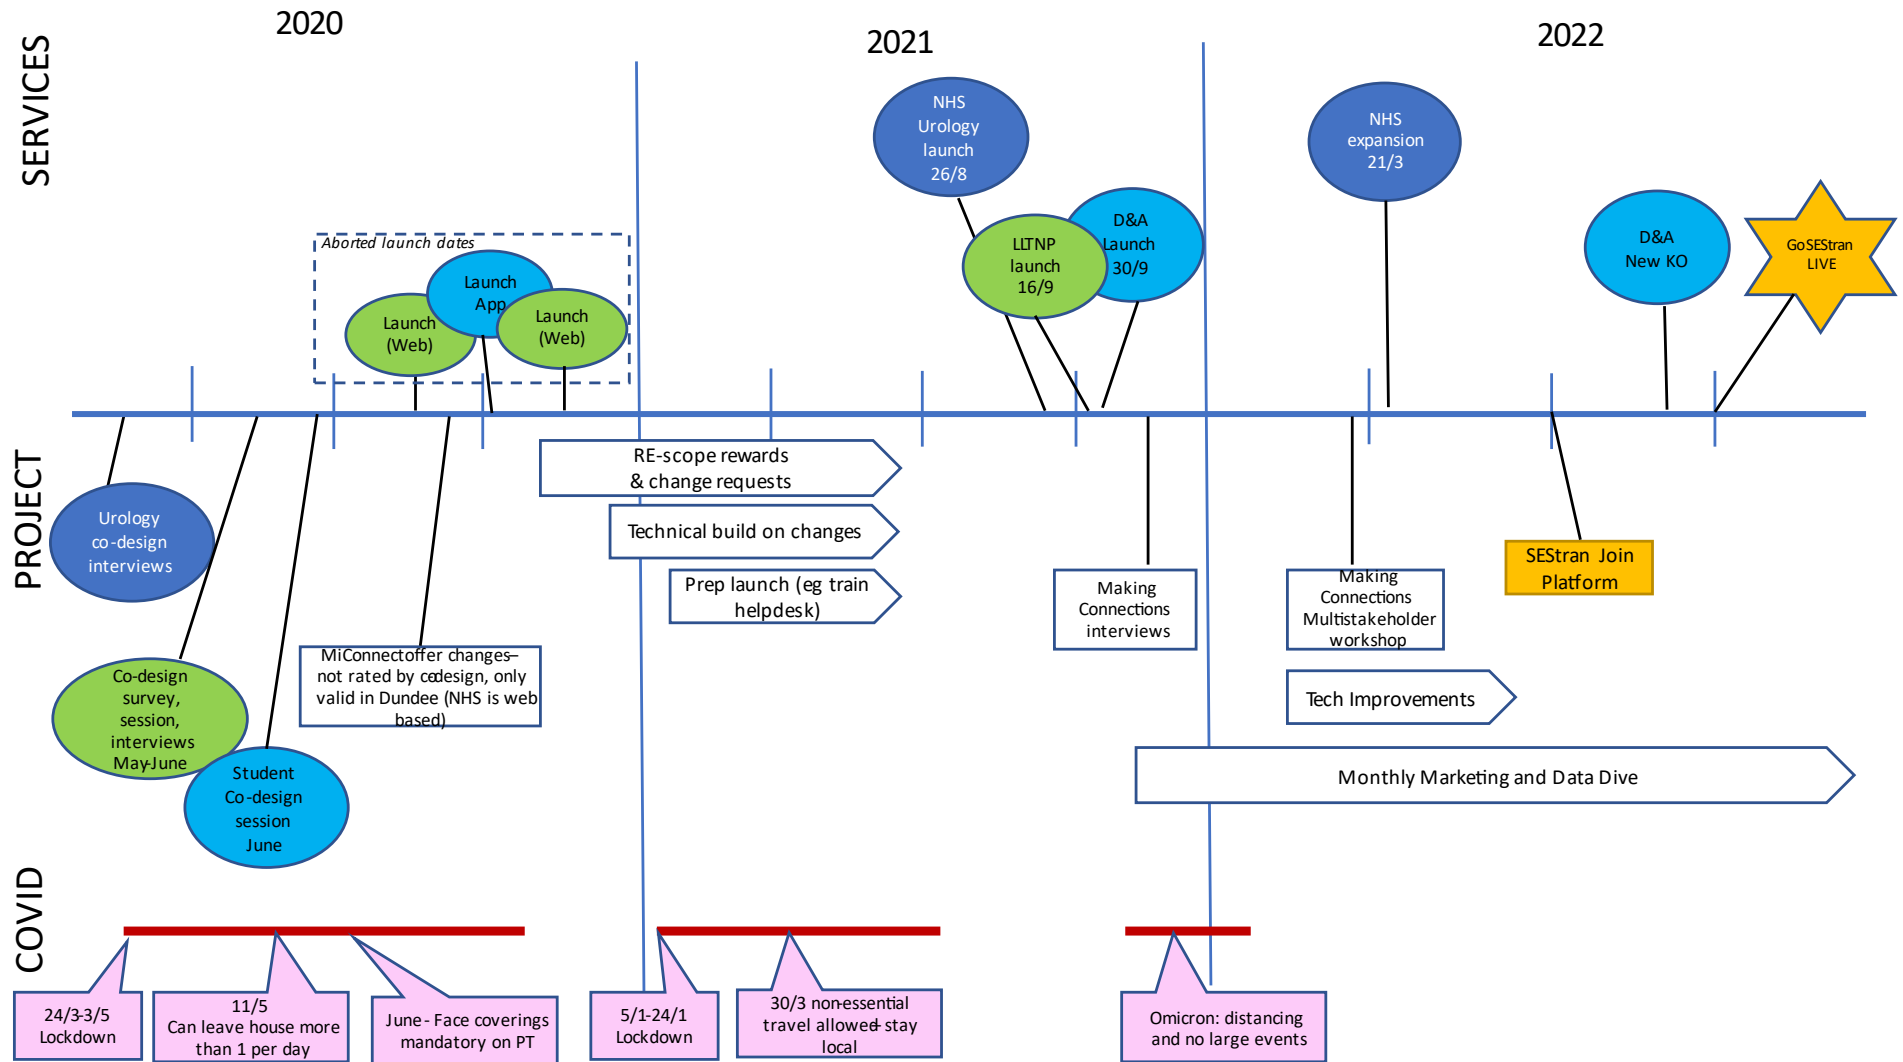 2020
2021
2022
SERVICES
NHS
Urology
launch
26/8
NHS
expansion
21/3
LLTNP
launch
16/9
D&A
Launch
30/9
D&A
New KO
GoSEStran
LIVE
Aborted launch dates
Launch
(Web)
Launch
App
Launch
(Web)
PROJECT
Urology
co-design
interviews
Co-design
survey,
session,
interviews
May-June
Student
Co-design
session
June
MiConnectoffer changes–
not rated by codesign, only
valid in Dundee (NHS is web
based)
RE-scope rewards
& change requests
Technical build on changes
Prep launch (eg train
helpdesk)
Making
Connections
interviews
Making
Connections
Multistakeholder
workshop
SEStran Join
Platform
Tech Improvements
Monthly Marketing and Data Dive
COVID
24/3-3/5
Lockdown
11/5
Can leave house more
than 1 per day
June - Face coverings
mandatory on PT
5/1-24/1
Lockdown
30/3 non-essential
travel allowed+ stay
local
Omicron: distancing
and no large events